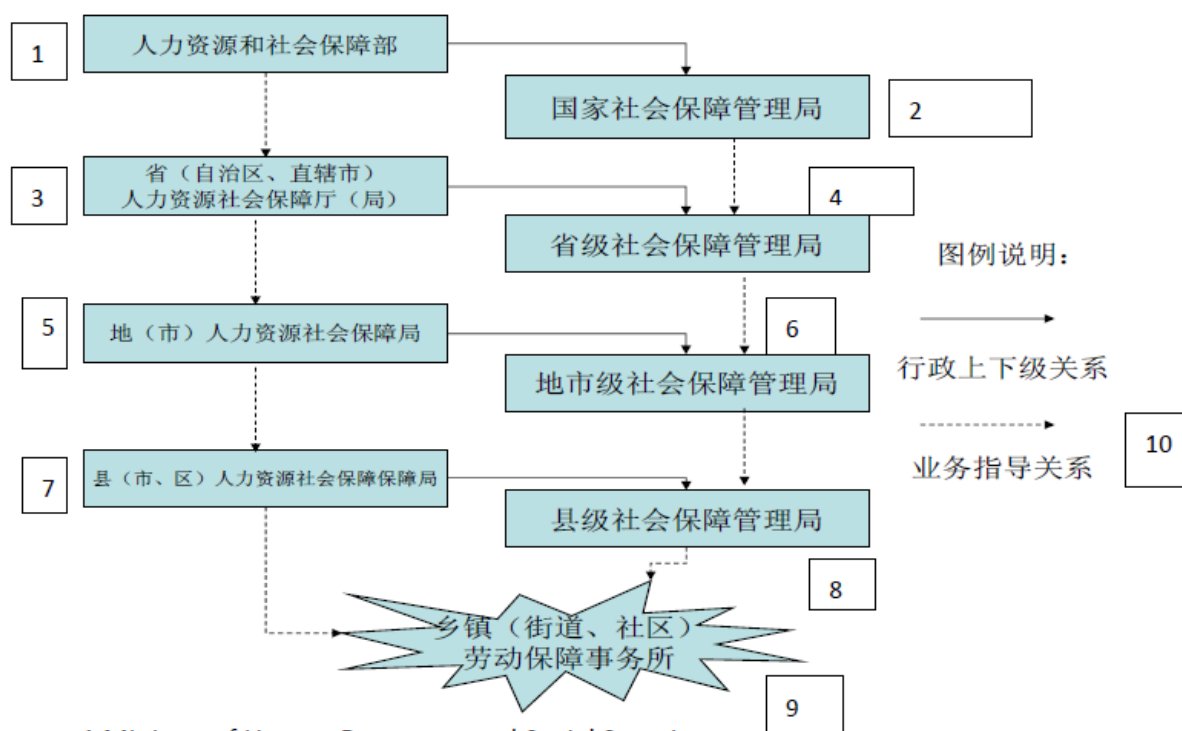 1
人力资源和社会保障部
国家社会保障管理局
2
3
省（自治区、直辖市）
人力资源社会保障厅（局）
4
省级社会保障管理局
图例说明：
5
地（市）人力资源社会保障局
6
地市级社会保障管理局
行政上下级关系
7
县（市、区）人力资源社会保障保障局
业务指导关系
10
县级社会保障管理局
8
乡镇（街道、社区）
劳动保障事务所
9